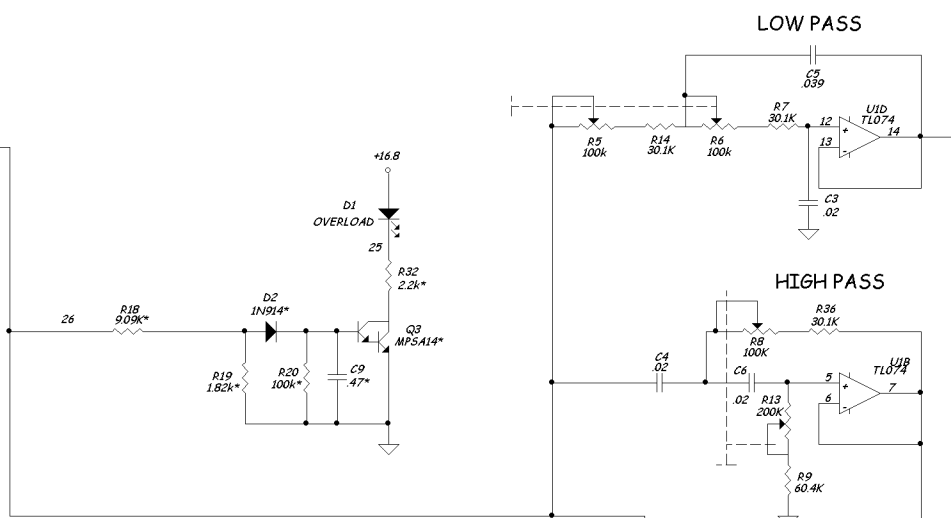 LOW PASS
C5
.039
R7
30.1K
U1D
TL074
12
13
14
+
-
R5
100k
R14
30.1K
R6
100k
C3
.02
+16.8
D1
OVERLOAD
25
R32
2.2k*
26
R18
9.09K*
D2
1N914*
Q3
MPSA14*
R19
1.82k*
R20
100k*
C9
.47*
HIGH PASS
R36
30.1K
R8
100K
C4
.02
C6
.02
U1B
TL074
5
6
7
+
-
R13
200K
R9
60.4K